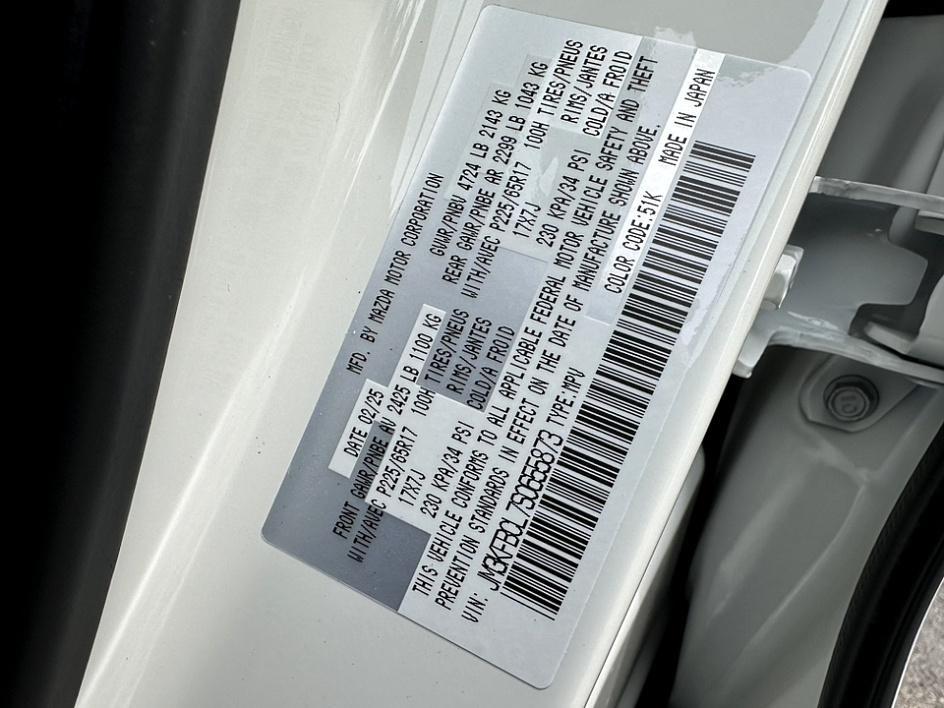 MFD. BY MAZDA MOTOR CORPORATION
DATE 02/25 GVWR/PNBV 4724 LB 2143 KG
FRONT GAWR/PNBE AV 2425 LB 1100 KG REAR GAWR/PNBE AR 2299 LB 1043 KG
WITH/AVEC P225/65R17 100H TIRES/PNEUS WITH/AVEC P225/65R17 100H TIRES/PNEUS
17X7J RIMS/JANTES 17X7J RIMS/JANTES
230 KPA/34 PSI COLD/A FROID 230 KPA/34 PSI COLD/A FROID
THIS VEHICLE CONFORMS TO ALL APPLICABLE FEDERAL MOTOR VEHICLE SAFETY AND THEFT
PREVENTION STANDARDS IN EFFECT ON THE DATE OF MANUFACTURE SHOWN ABOVE.
VIN: TYPE:MPV COLOR CODE:51K MADE IN JAPAN